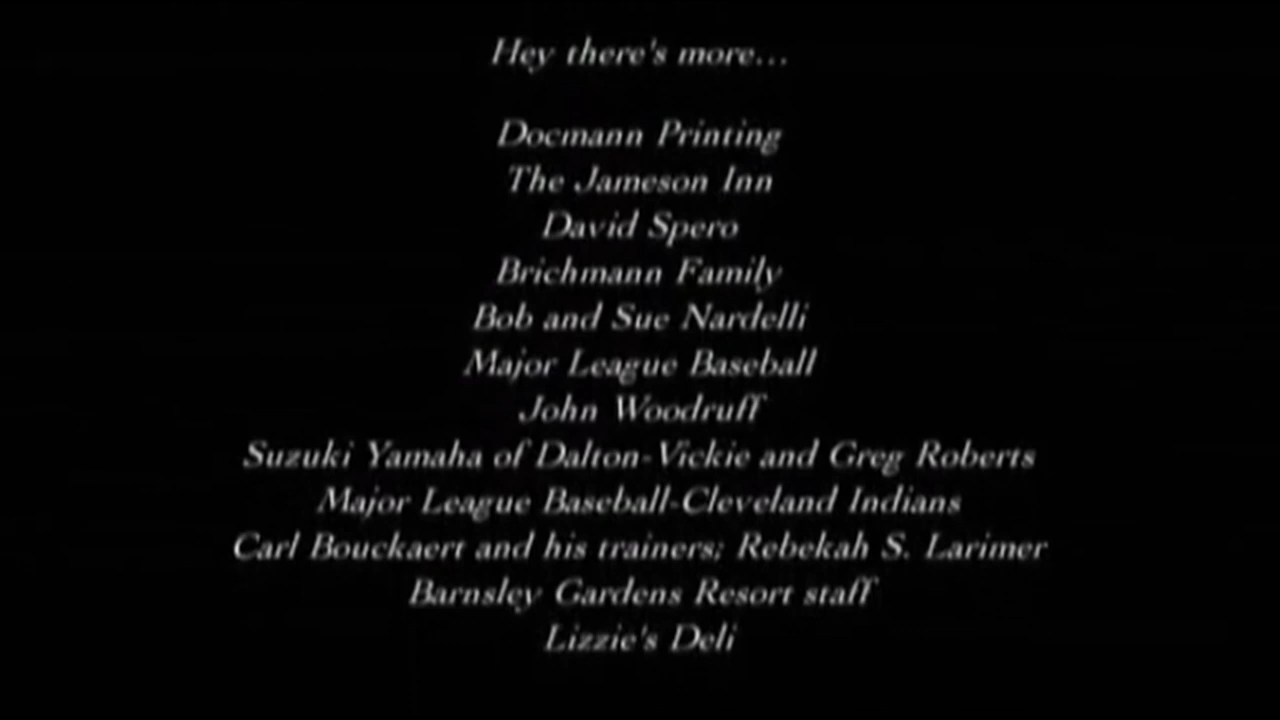 Hey there's more...
Docmann Printing
The Jameson Inn
David Spero
Brichmann Family
Bob and Sue Nardelli
Major League Baseball
John Woodruff
Suzuki Yamaha of Dalton-Vickie and Greg Roberts
Major League Baseball-Cleveland Indians
Carl Bouckaert and his trainers; Rebekah S. Larimer
Barnsley Gardens Resort staff
Lizzie's Deli